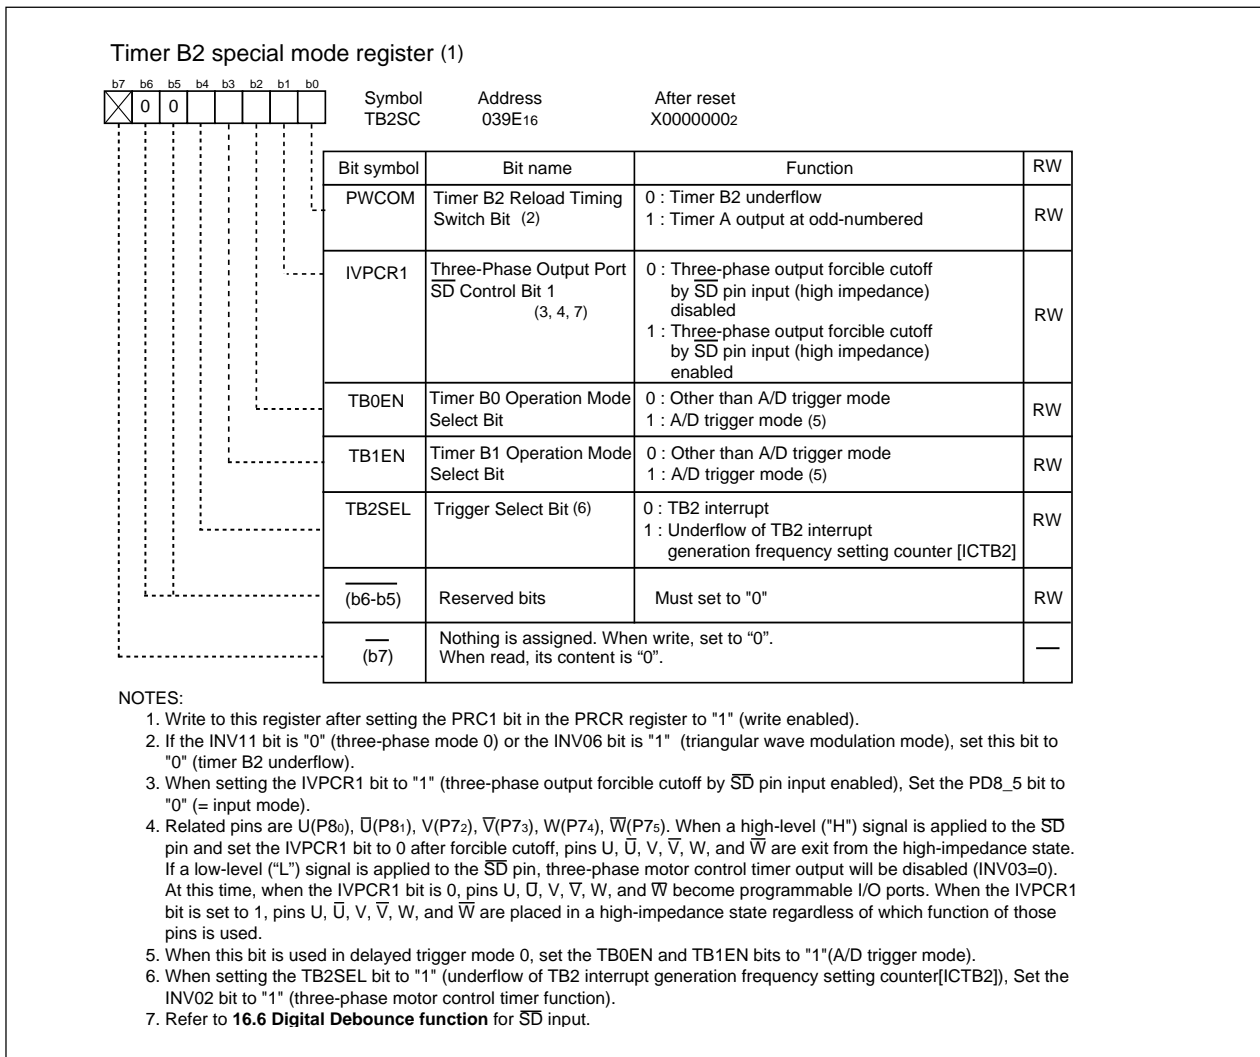 Timer B2 special mode register (1)
b7 b6 b5 b4 b3 b2 b1 b0
0 0
Symbol Address After reset
TB2SC 039E16 X00000002
Bit symbol Bit name Function RW
PWCOM Timer B2 Reload Timing Switch Bit (2)
0 : Timer B2 underflow
1 : Timer A output at odd-numbered
RW
IVPCR1 Three-Phase Output Port S̅D̅ Control Bit 1 (3, 4, 7)
0 : Three-phase output forcible cutoff
by S̅D̅ pin input (high impedance)
disabled
1 : Three-phase output forcible cutoff
by S̅D̅ pin input (high impedance)
enabled
RW
TB0EN Timer B0 Operation Mode Select Bit
0 : Other than A/D trigger mode
1 : A/D trigger mode (5)
RW
TB1EN Timer B1 Operation Mode Select Bit
0 : Other than A/D trigger mode
1 : A/D trigger mode (5)
RW
TB2SEL Trigger Select Bit (6)
0 : TB2 interrupt
1 : Underflow of TB2 interrupt
generation frequency setting counter [ICTB2]
RW
(b6-b5) Reserved bits Must set to "0" RW
(b7)
Nothing is assigned. When write, set to “0”.
When read, its content is “0”.
—
NOTES:
1. Write to this register after setting the PRC1 bit in the PRCR register to "1" (write enabled).
2. If the INV11 bit is "0" (three-phase mode 0) or the INV06 bit is "1" (triangular wave modulation mode), set this bit to
"0" (timer B2 underflow).
3. When setting the IVPCR1 bit to "1" (three-phase output forcible cutoff by S̅D̅ pin input enabled), Set the PD8_5 bit to
"0" (= input mode).
4. Related pins are U(P80), U̅(P81), V(P72), V̅(P73), W(P74), W̅(P75). When a high-level ("H") signal is applied to the S̅D̅
pin and set the IVPCR1 bit to 0 after forcible cutoff, pins U, U̅, V, V̅, W, and W̅ are exit from the high-impedance state.
If a low-level (“L”) signal is applied to the S̅D̅ pin, three-phase motor control timer output will be disabled (INV03=0).
At this time, when the IVPCR1 bit is 0, pins U, U̅, V, V̅, W, and W̅ become programmable I/O ports. When the IVPCR1
bit is set to 1, pins U, U̅, V, V̅, W, and W̅ are placed in a high-impedance state regardless of which function of those
pins is used.
5. When this bit is used in delayed trigger mode 0, set the TB0EN and TB1EN bits to "1"(A/D trigger mode).
6. When setting the TB2SEL bit to "1" (underflow of TB2 interrupt generation frequency setting counter[ICTB2]), Set the
INV02 bit to "1" (three-phase motor control timer function).
7. Refer to 16.6 Digital Debounce function for S̅D̅ input.